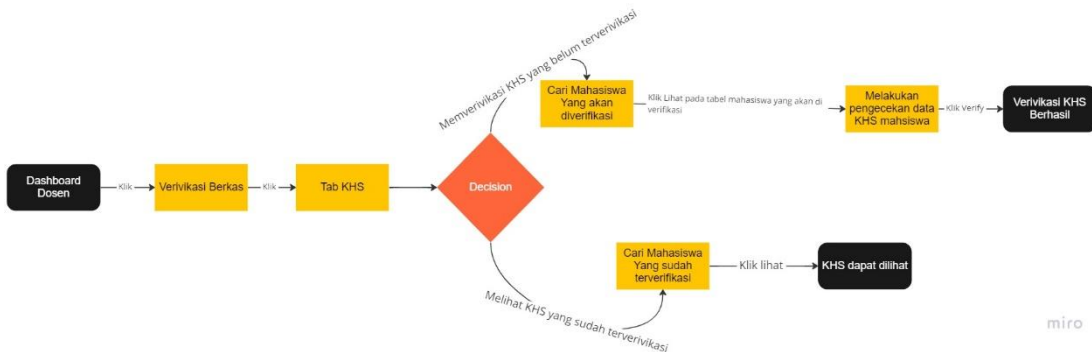 Dashboard
Dosen
Klik
Verivikasi Berkas
Klik
Tab KHS
Decision
Memverivikasi KHS yang belum terverivikasi
Cari Mahasiswa
Yang akan
diverifikasi
Klik Lihat pada tabel mahasiswa yang akan di
verifikasi
Melakukan
pengecekan data
KHS mahsiswa
Klik Verify
Verivikasi KHS
Berhasil
Melihat KHS yang sudah terverivikasi
Cari Mahasiswa
Yang sudah
terverifikasi
Klik lihat
KHS dapat dilihat
miro